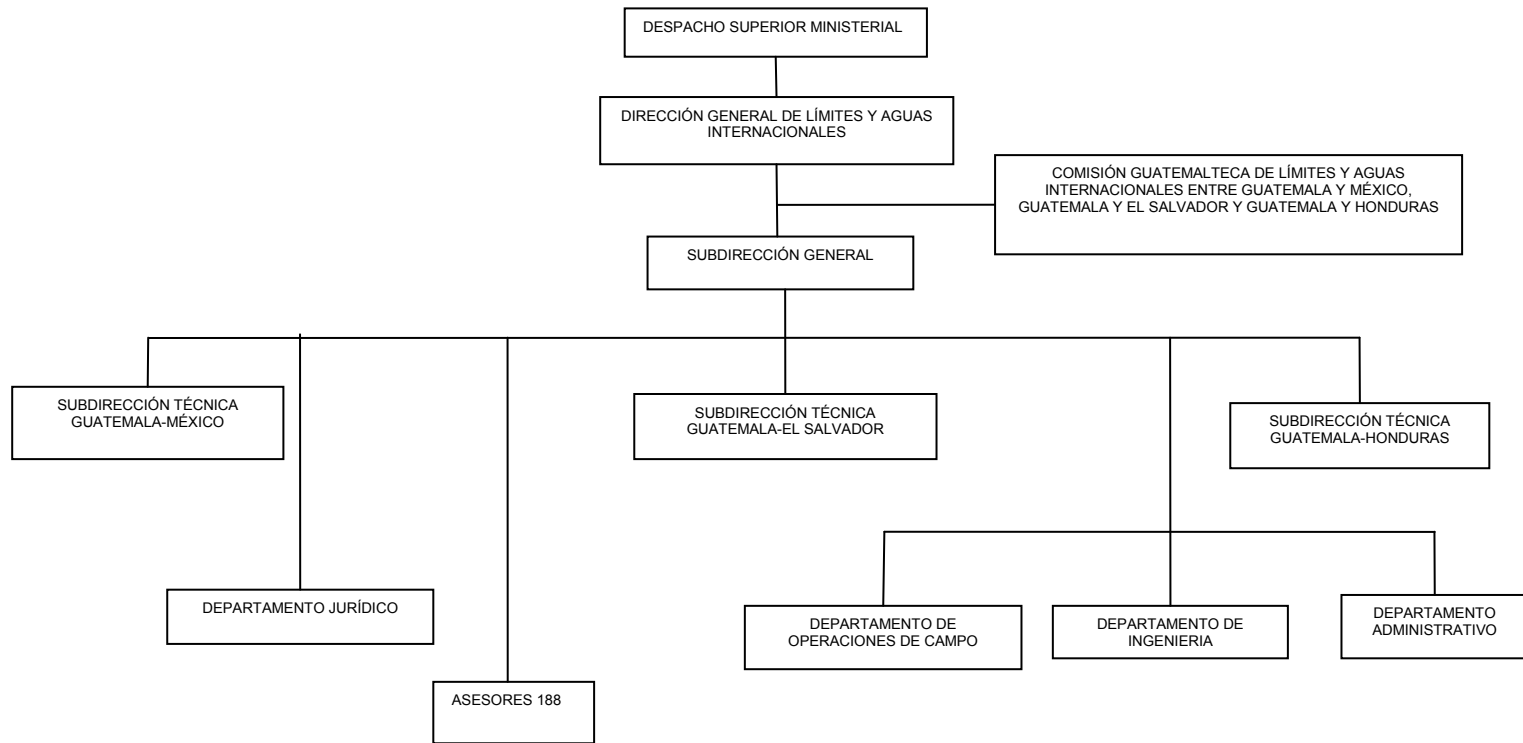 DESPACHO SUPERIOR MINISTERIAL
DIRECCIÓN GENERAL DE LÍMITES Y AGUAS
INTERNACIONALES
COMISIÓN GUATEMALTECA DE LÍMITES Y AGUAS
INTERNACIONALES ENTRE GUATEMALA Y MÉXICO,
GUATEMALA Y EL SALVADOR Y GUATEMALA Y HONDURAS
SUBDIRECCIÓN GENERAL
SUBDIRECCIÓN TÉCNICA
GUATEMALA-MÉXICO
SUBDIRECCIÓN TÉCNICA
GUATEMALA-EL SALVADOR
SUBDIRECCIÓN TÉCNICA
GUATEMALA-HONDURAS
DEPARTAMENTO JURÍDICO
DEPARTAMENTO DE
OPERACIONES DE CAMPO
DEPARTAMENTO DE
INGENIERIA
DEPARTAMENTO
ADMINISTRATIVO
ASESORES 188